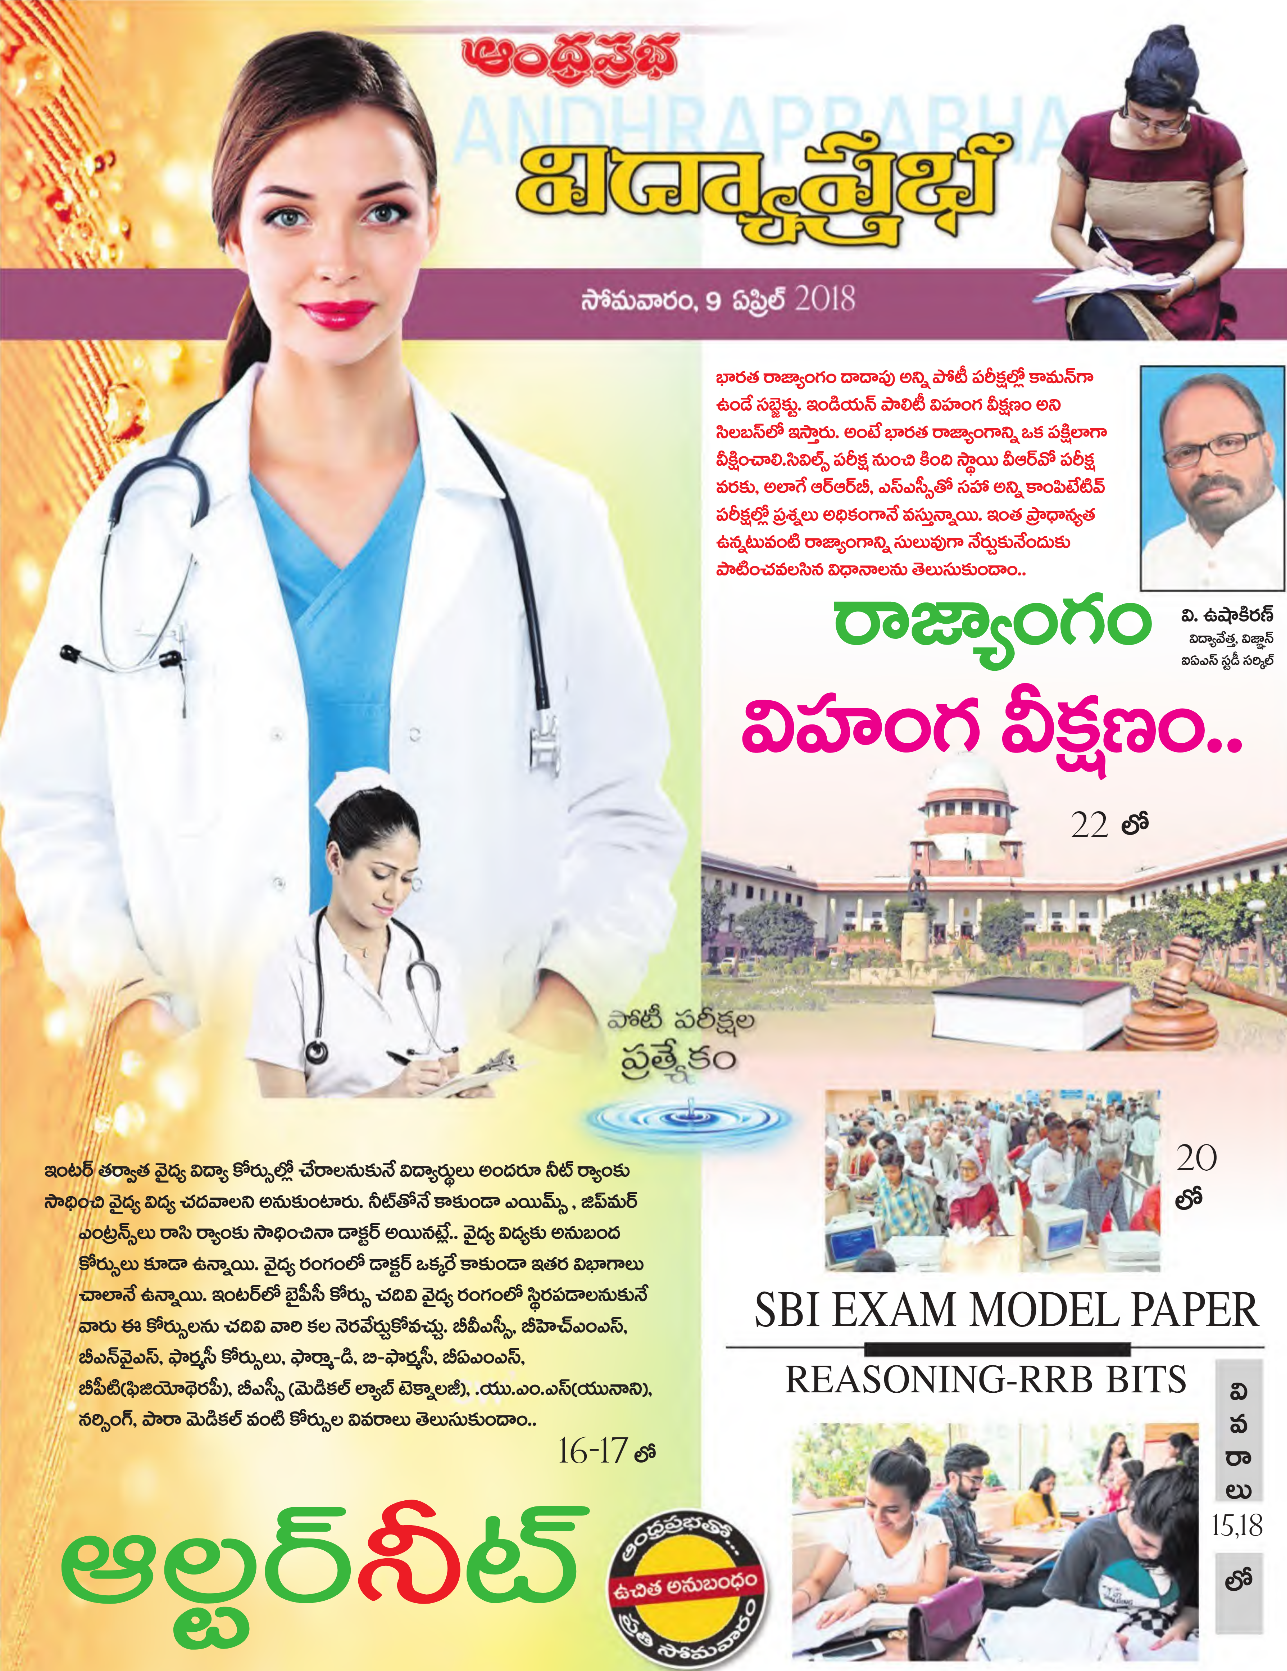 ఆంధ్రప్రభ
ANDHRAPRABHA
విద్యాప్రభ
సోమవారం, 9 ఏప్రిల్ 2018
భారత రాజ్యాంగం దాదాపు అన్ని పోటీ పరీక్షల్లో కామన్‌గా
ఉండే సబ్జెక్టు. ఇండియన్ పాలిటీ విహంగ వీక్షణం అని
సిలబస్‌లో ఇస్తారు. అంటే భారత రాజ్యాంగాన్ని ఒక పక్షిలాగా
వీక్షించాలి.సివిల్స్ పరీక్ష నుంచి కింది స్థాయి వీఆర్‌వో పరీక్ష
వరకు, అలాగే ఆర్ఆర్‌బీ, ఎస్ఎస్సీతో సహా అన్ని కాంపిటేటివ్
పరీక్షల్లో ప్రశ్నలు అధికంగానే వస్తున్నాయి. ఇంత ప్రాధాన్యత
ఉన్నటువంటి రాజ్యాంగాన్ని సులువుగా నేర్చుకునేందుకు
పాటించవలసిన విధానాలను తెలుసుకుందాం..
వి. ఉషాకిరణ్
విద్యావేత్త, విజ్ఞాన్
ఐఏఎస్ స్టడీ సర్కిల్
రాజ్యాంగం
విహంగ వీక్షణం..
22 లో
పోటీ పరీక్షల
ప్రత్యేకం
ఇంటర్ తర్వాత వైద్య విద్యా కోర్సుల్లో చేరాలనుకునే విద్యార్థులు అందరూ నీట్ ర్యాంకు
సాధించి వైద్య విద్య చదవాలని అనుకుంటారు. నీట్‌తోనే కాకుండా ఎయిమ్స్ , జిప్‌మర్
ఎంట్రన్స్‌లు రాసి ర్యాంకు సాధించినా డాక్టర్ అయినట్లే.. వైద్య విద్యకు అనుబంద
కోర్సులు కూడా ఉన్నాయి. వైద్య రంగంలో డాక్టర్ ఒక్కరే కాకుండా ఇతర విభాగాలు
చాలానే ఉన్నాయి. ఇంటర్‌లో బైపీసీ కోర్సు చదివి వైద్య రంగంలో స్థిరపడాలనుకునే
వారు ఈ కోర్సులను చదివి వారి కల నెరవేర్చుకోవచ్చు. బీవీఎస్సీ, బీహెచ్ఎంఎస్,
బీఎన్‌వైఎస్, ఫార్మసీ కోర్సులు, ఫార్మా-డి, బి-ఫార్మసీ, బీఏఎంఎస్,
బీపీటి(ఫిజియోథెరపీ), బీఎస్సీ (మెడికల్ ల్యాబ్ టెక్నాలజీ), .యు.ఎం.ఎస్(యునాని),
నర్సింగ్, పారా మెడికల్ వంటి కోర్సుల వివరాలు తెలుసుకుందాం..
16-17 లో
ఆల్టర్‌నీట్
ఆంధ్రప్రభతో...
ఉచిత అనుబంధం
ప్రతి సోమవారం
20
లో
SBI EXAM MODEL PAPER
REASONING-RRB BITS
వి
వ
రా
లు
15,18
లో